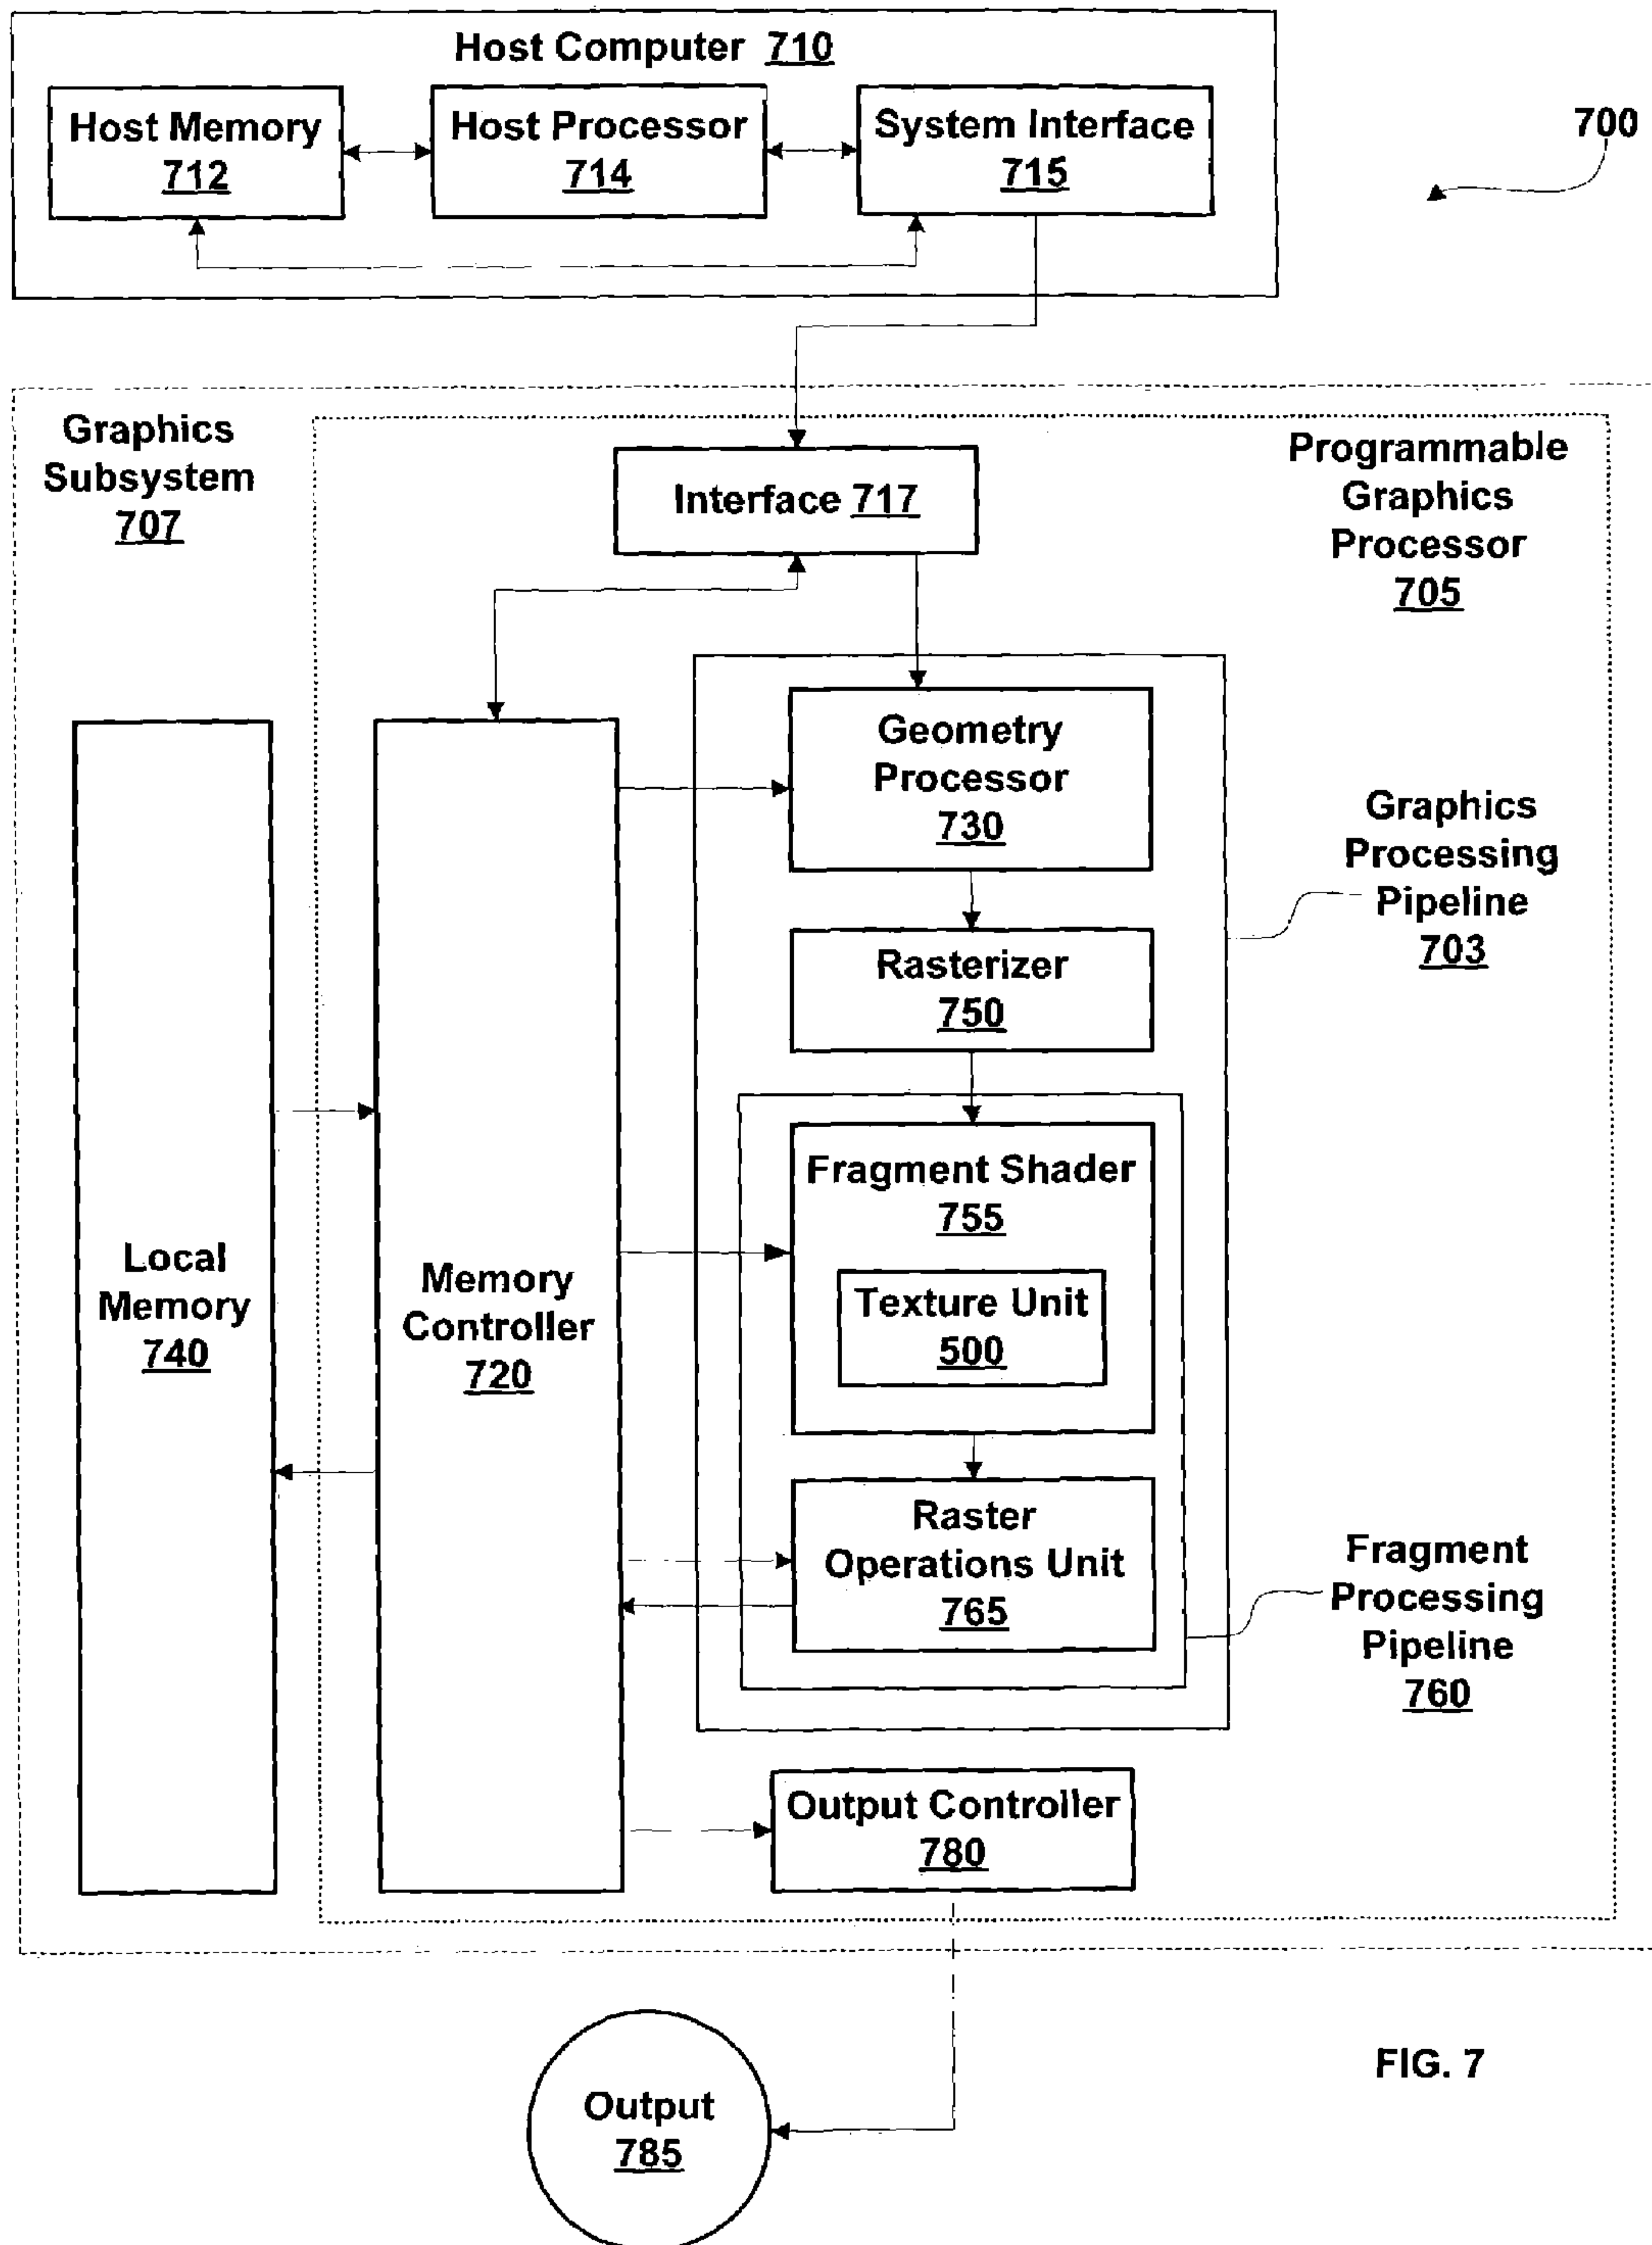 Host Computer 710
Host Memory
712
Host Processor
714
System Interface
715
700
Graphics
Subsystem
707
Interface 717
Programmable
Graphics
Processor
705
Geometry
Processor
730
Graphics
Processing
Pipeline
703
Rasterizer
750
Fragment Shader
755
Texture Unit
500
Local
Memory
740
Memory
Controller
720
Raster
Operations Unit
765
Fragment
Processing
Pipeline
760
Output Controller
780
Output
785
FIG. 7